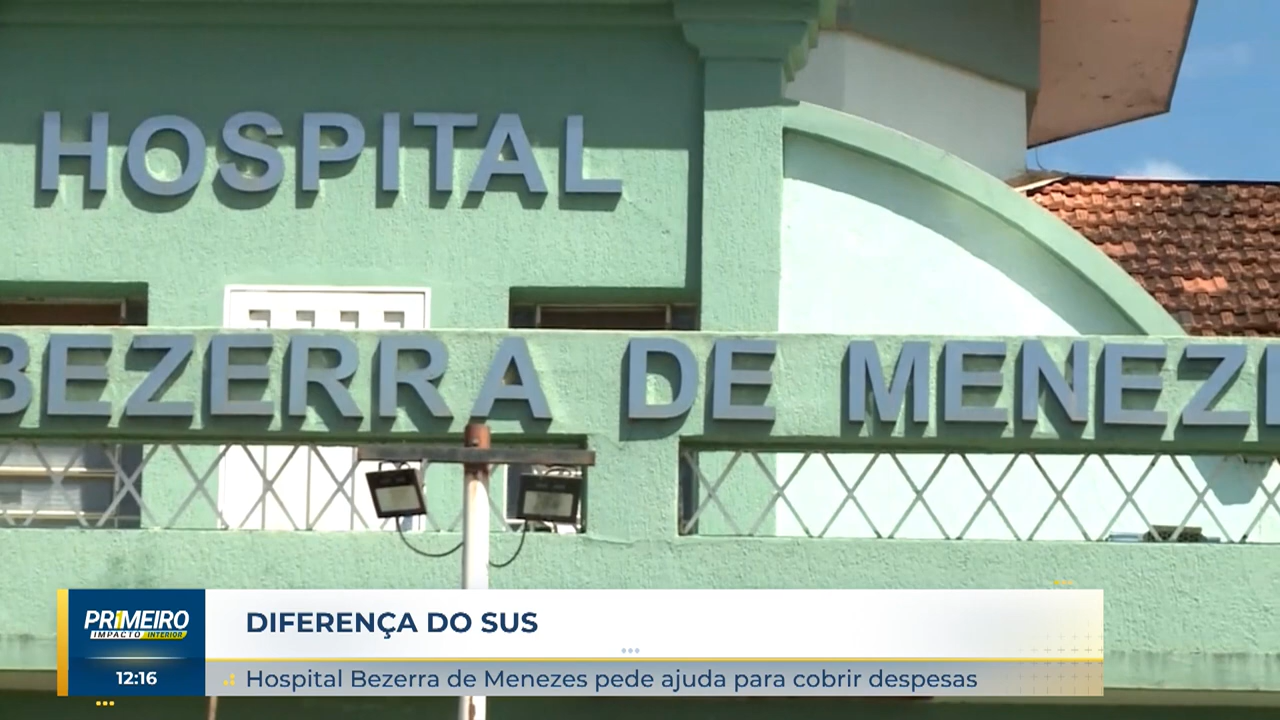 HOSPITAL
BEZERRA DE MENEZE
PRIMEIRO
IMPACTO INTERIOR
12:16
DIFERENÇA DO SUS
Hospital Bezerra de Menezes pede ajuda para cobrir despesas